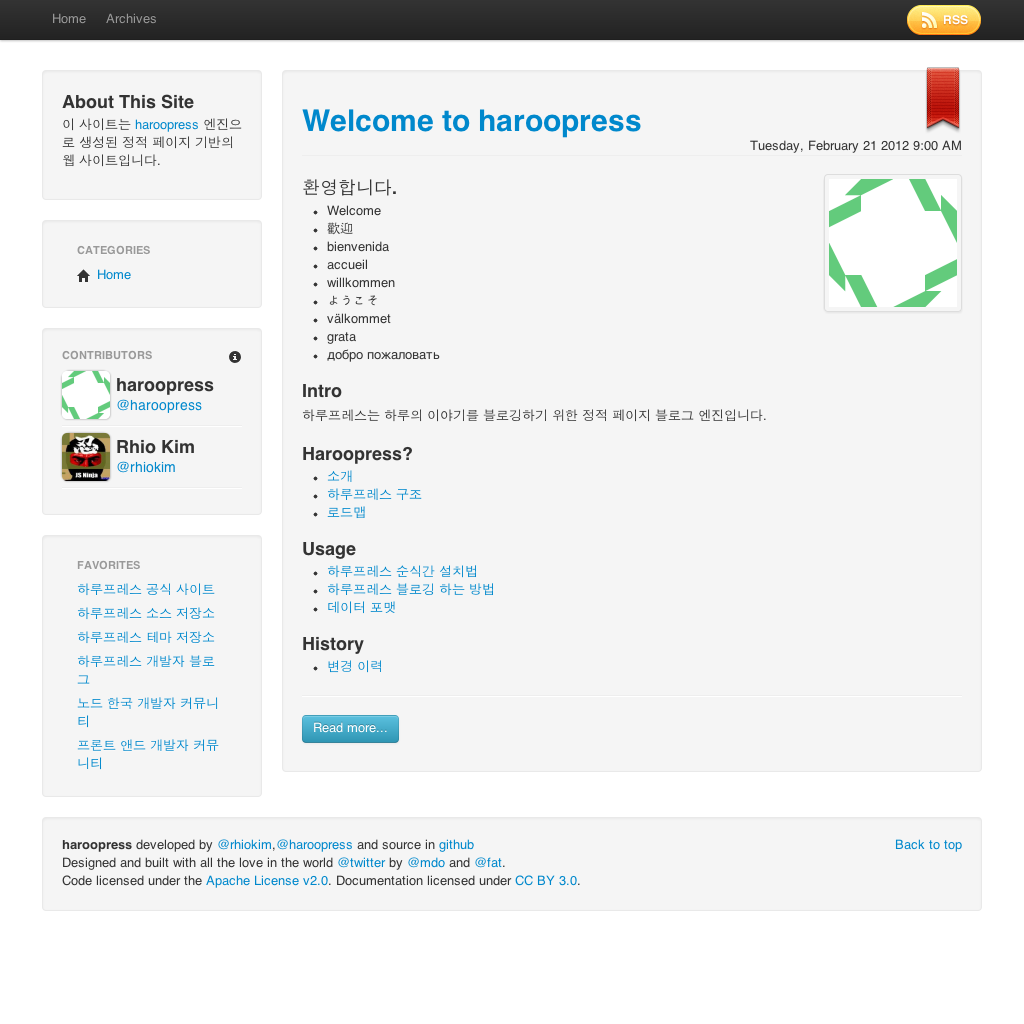 Home
Archives
RSS
About This Site
이 사이트는 haroopress 엔진으
로 생성된 정적 페이지 기반의
웹 사이트입니다.
CATEGORIES
Home
CONTRIBUTORS
haroopress
@haroopress
JS Ninja
Rhio Kim
@rhiokim
FAVORITES
하루프레스 공식 사이트
하루프레스 소스 저장소
하루프레스 테마 저장소
하루프레스 개발자 블로
그
노드 한국 개발자 커뮤니
티
프론트 앤드 개발자 커뮤
니티
Welcome to haroopress
Tuesday, February 21 2012 9:00 AM
환영합니다.
Welcome
歡迎
bienvenida
accueil
willkommen
ようこそ
välkommet
grata
добро пожаловать
Intro
하루프레스는 하루의 이야기를 블로깅하기 위한 정적 페이지 블로그 엔진입니다.
Haroopress?
소개
하루프레스 구조
로드맵
Usage
하루프레스 순식간 설치법
하루프레스 블로깅 하는 방법
데이터 포맷
History
변경 이력
Read more...
haroopress developed by @rhiokim,@haroopress and source in github
Back to top
Designed and built with all the love in the world @twitter by @mdo and @fat.
Code licensed under the Apache License v2.0. Documentation licensed under CC BY 3.0.